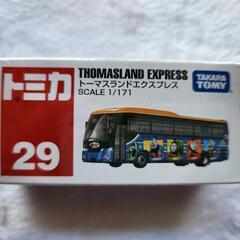 トミカ
29
THOMASLAND EXPRESS
トーマスランドエクスプレス
SCALE 1/171
TAKARA
TOMY